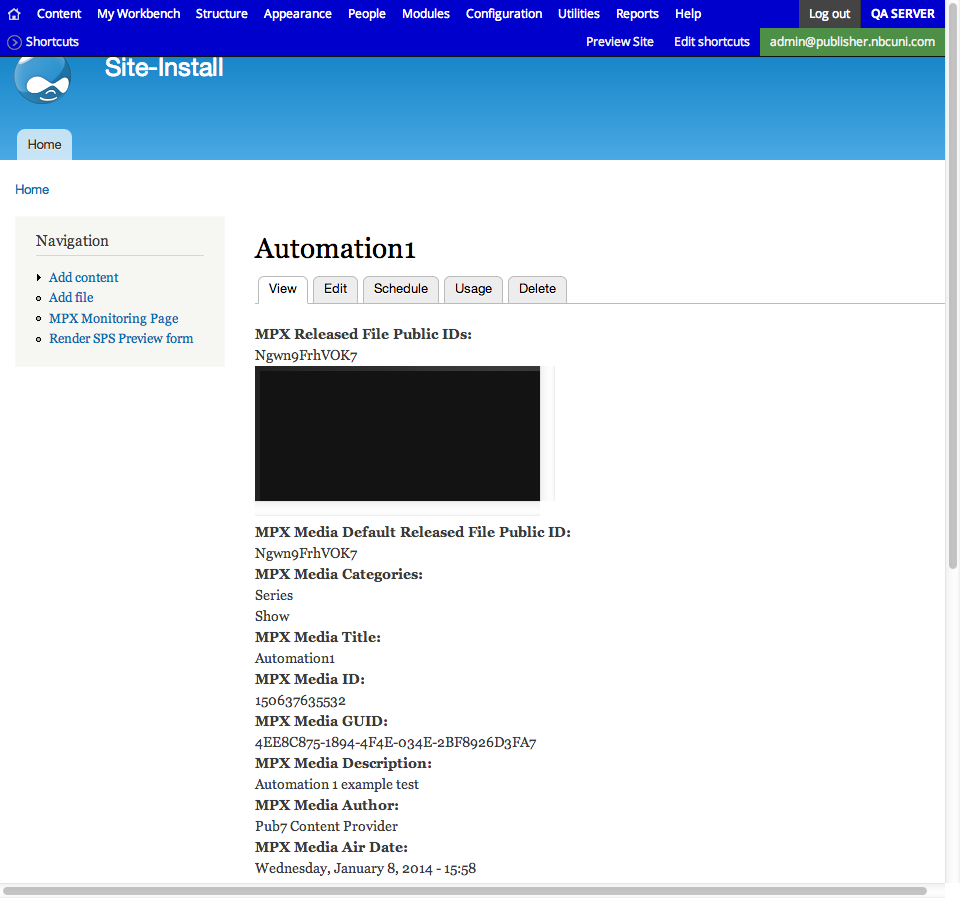 Content My Workbench Structure Appearance People Modules Configuration Utilities Reports Help Log out QA SERVER
Shortcuts Preview Site Edit shortcuts admin@publisher.nbcuni.com
Site-Install
Home
Home
Navigation
Add content
Add file
MPX Monitoring Page
Render SPS Preview form
Automation1
View Edit Schedule Usage Delete
MPX Released File Public IDs:
Ngwn9FrhVOK7
MPX Media Default Released File Public ID:
Ngwn9FrhVOK7
MPX Media Categories:
Series
Show
MPX Media Title:
Automation1
MPX Media ID:
150637635532
MPX Media GUID:
4EE8C875-1894-4F4E-034E-2BF8926D3FA7
MPX Media Description:
Automation 1 example test
MPX Media Author:
Pub7 Content Provider
MPX Media Air Date:
Wednesday, January 8, 2014 - 15:58